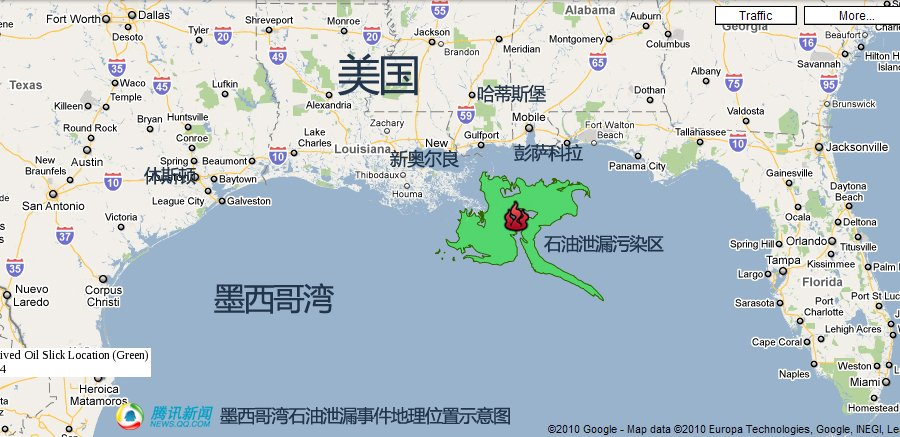 Fort Worth
Dallas
Desoto
Tyler
Shreveport
Monroe
Jackson
Brandon
Meridian
Alabama
Montgomery
Auburn
Columbus
Georgia
Traffic
More...
Beaufort
Hilton He
Savannah
Texas
Waco
Temple
Killeen
Round Rock
Austin
New
Braunfels
San Antonio
Lufkin
Huntsville
Bryan
Conroe
Spring
Beaumont
Baytown
League City
Galveston
Victoria
Alexandria
Zachary
Lake
Charles
Louisiana
New
Thibodaux
Houma
Gulfport
Mobile
Dothan
Albany
Valdosta
Tallahassee
Fort Walton
Beach
Panama City
Brunswick
Jacksonville
Gainesville
Daytona
Beach
Ocala
Deltona
Spring Hill
Orlando
Titusville
Kissimmee
Palm I
Tampa
Largo
Florida
Sarasota
Port
Charlotte
Port St Luc
Lehigh Acres
Cape Coral
Naples
Miami
Homestead
Nuevo
Laredo
Corpus
Christi
Heroica
Matamoros
美国
哈蒂斯堡
新奥尔良
彭萨科拉
休斯顿
石油泄漏污染区
墨西哥湾
ived Oil Slick Location (Green)
4
腾讯新闻
NEWS.QQ.COM
墨西哥湾石油泄漏事件地理位置示意图
©2010 Google - Map data ©2010 Europa Technologies, Google, INEGI, Le